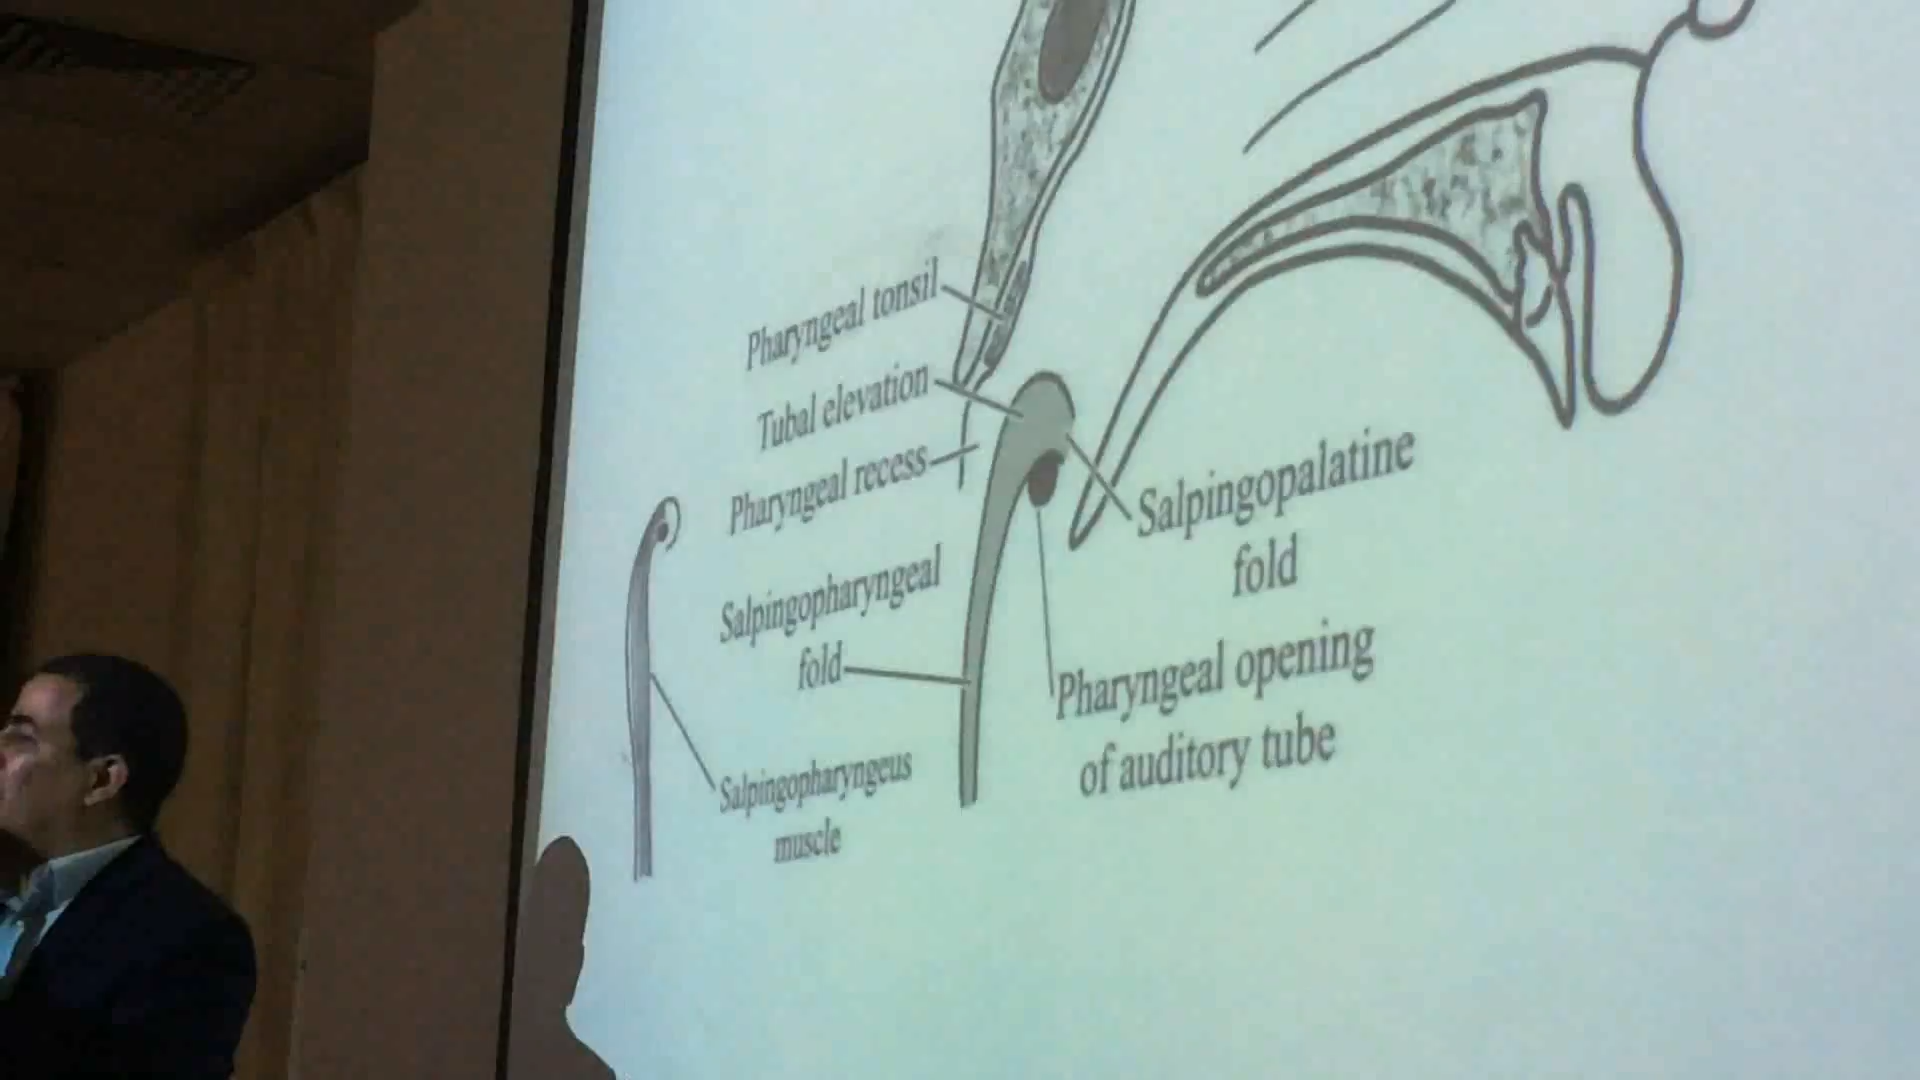 Pharyngeal tonsil
Tubal elevation
Pharyngeal recess
Salpingopharyngeal
fold
Salpingopharyngeus
muscle
Salpingopalatine
fold
Pharyngeal opening
of auditory tube